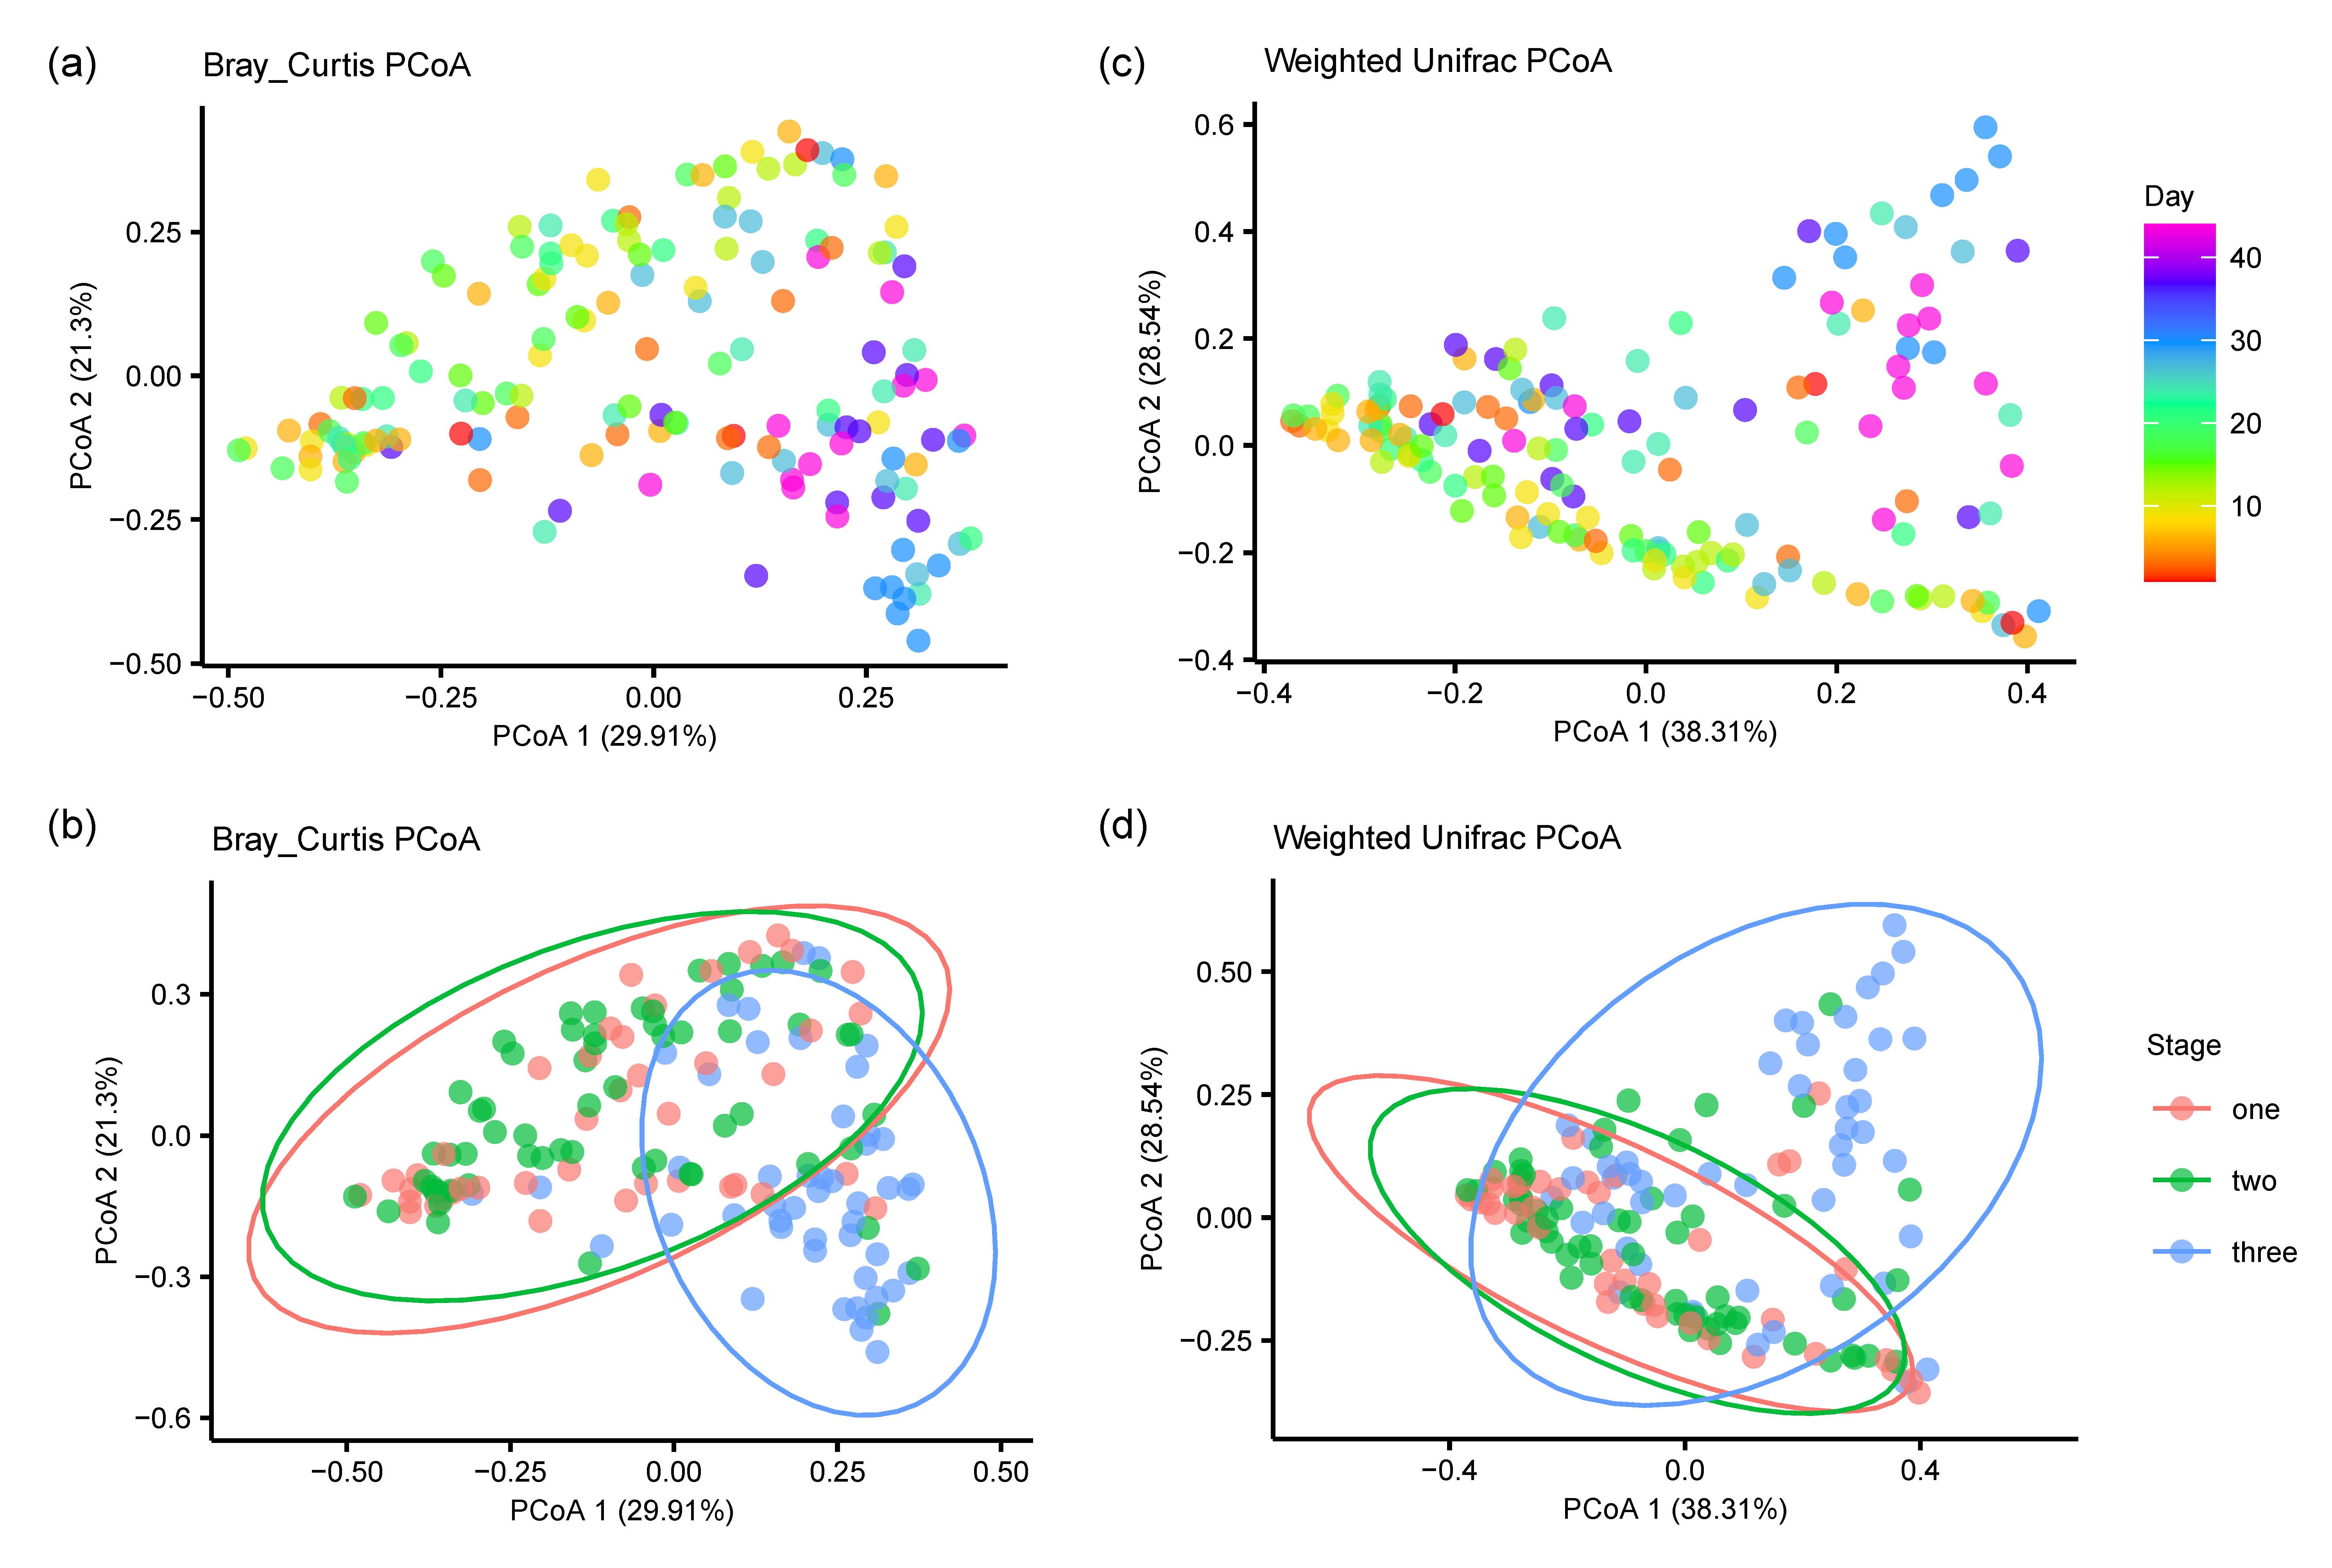 (a)
Bray_Curtis PCoA
0.25
0.00
−0.25
−0.50
PCoA 2 (21.3%)
−0.50 −0.25 0.00 0.25
PCoA 1 (29.91%)
(c)
Weighted Unifrac PCoA
0.6
0.4
0.2
0.0
−0.2
−0.4
PCoA 2 (28.54%)
−0.4 −0.2 0.0 0.2 0.4
PCoA 1 (38.31%)
Day
40
30
20
10
(b)
Bray_Curtis PCoA
0.3
0.0
−0.3
−0.6
PCoA 2 (21.3%)
−0.50 −0.25 0.00 0.25 0.50
PCoA 1 (29.91%)
(d)
Weighted Unifrac PCoA
0.50
0.25
0.00
−0.25
PCoA 2 (28.54%)
−0.4 0.0 0.4
PCoA 1 (38.31%)
Stage
one
two
three